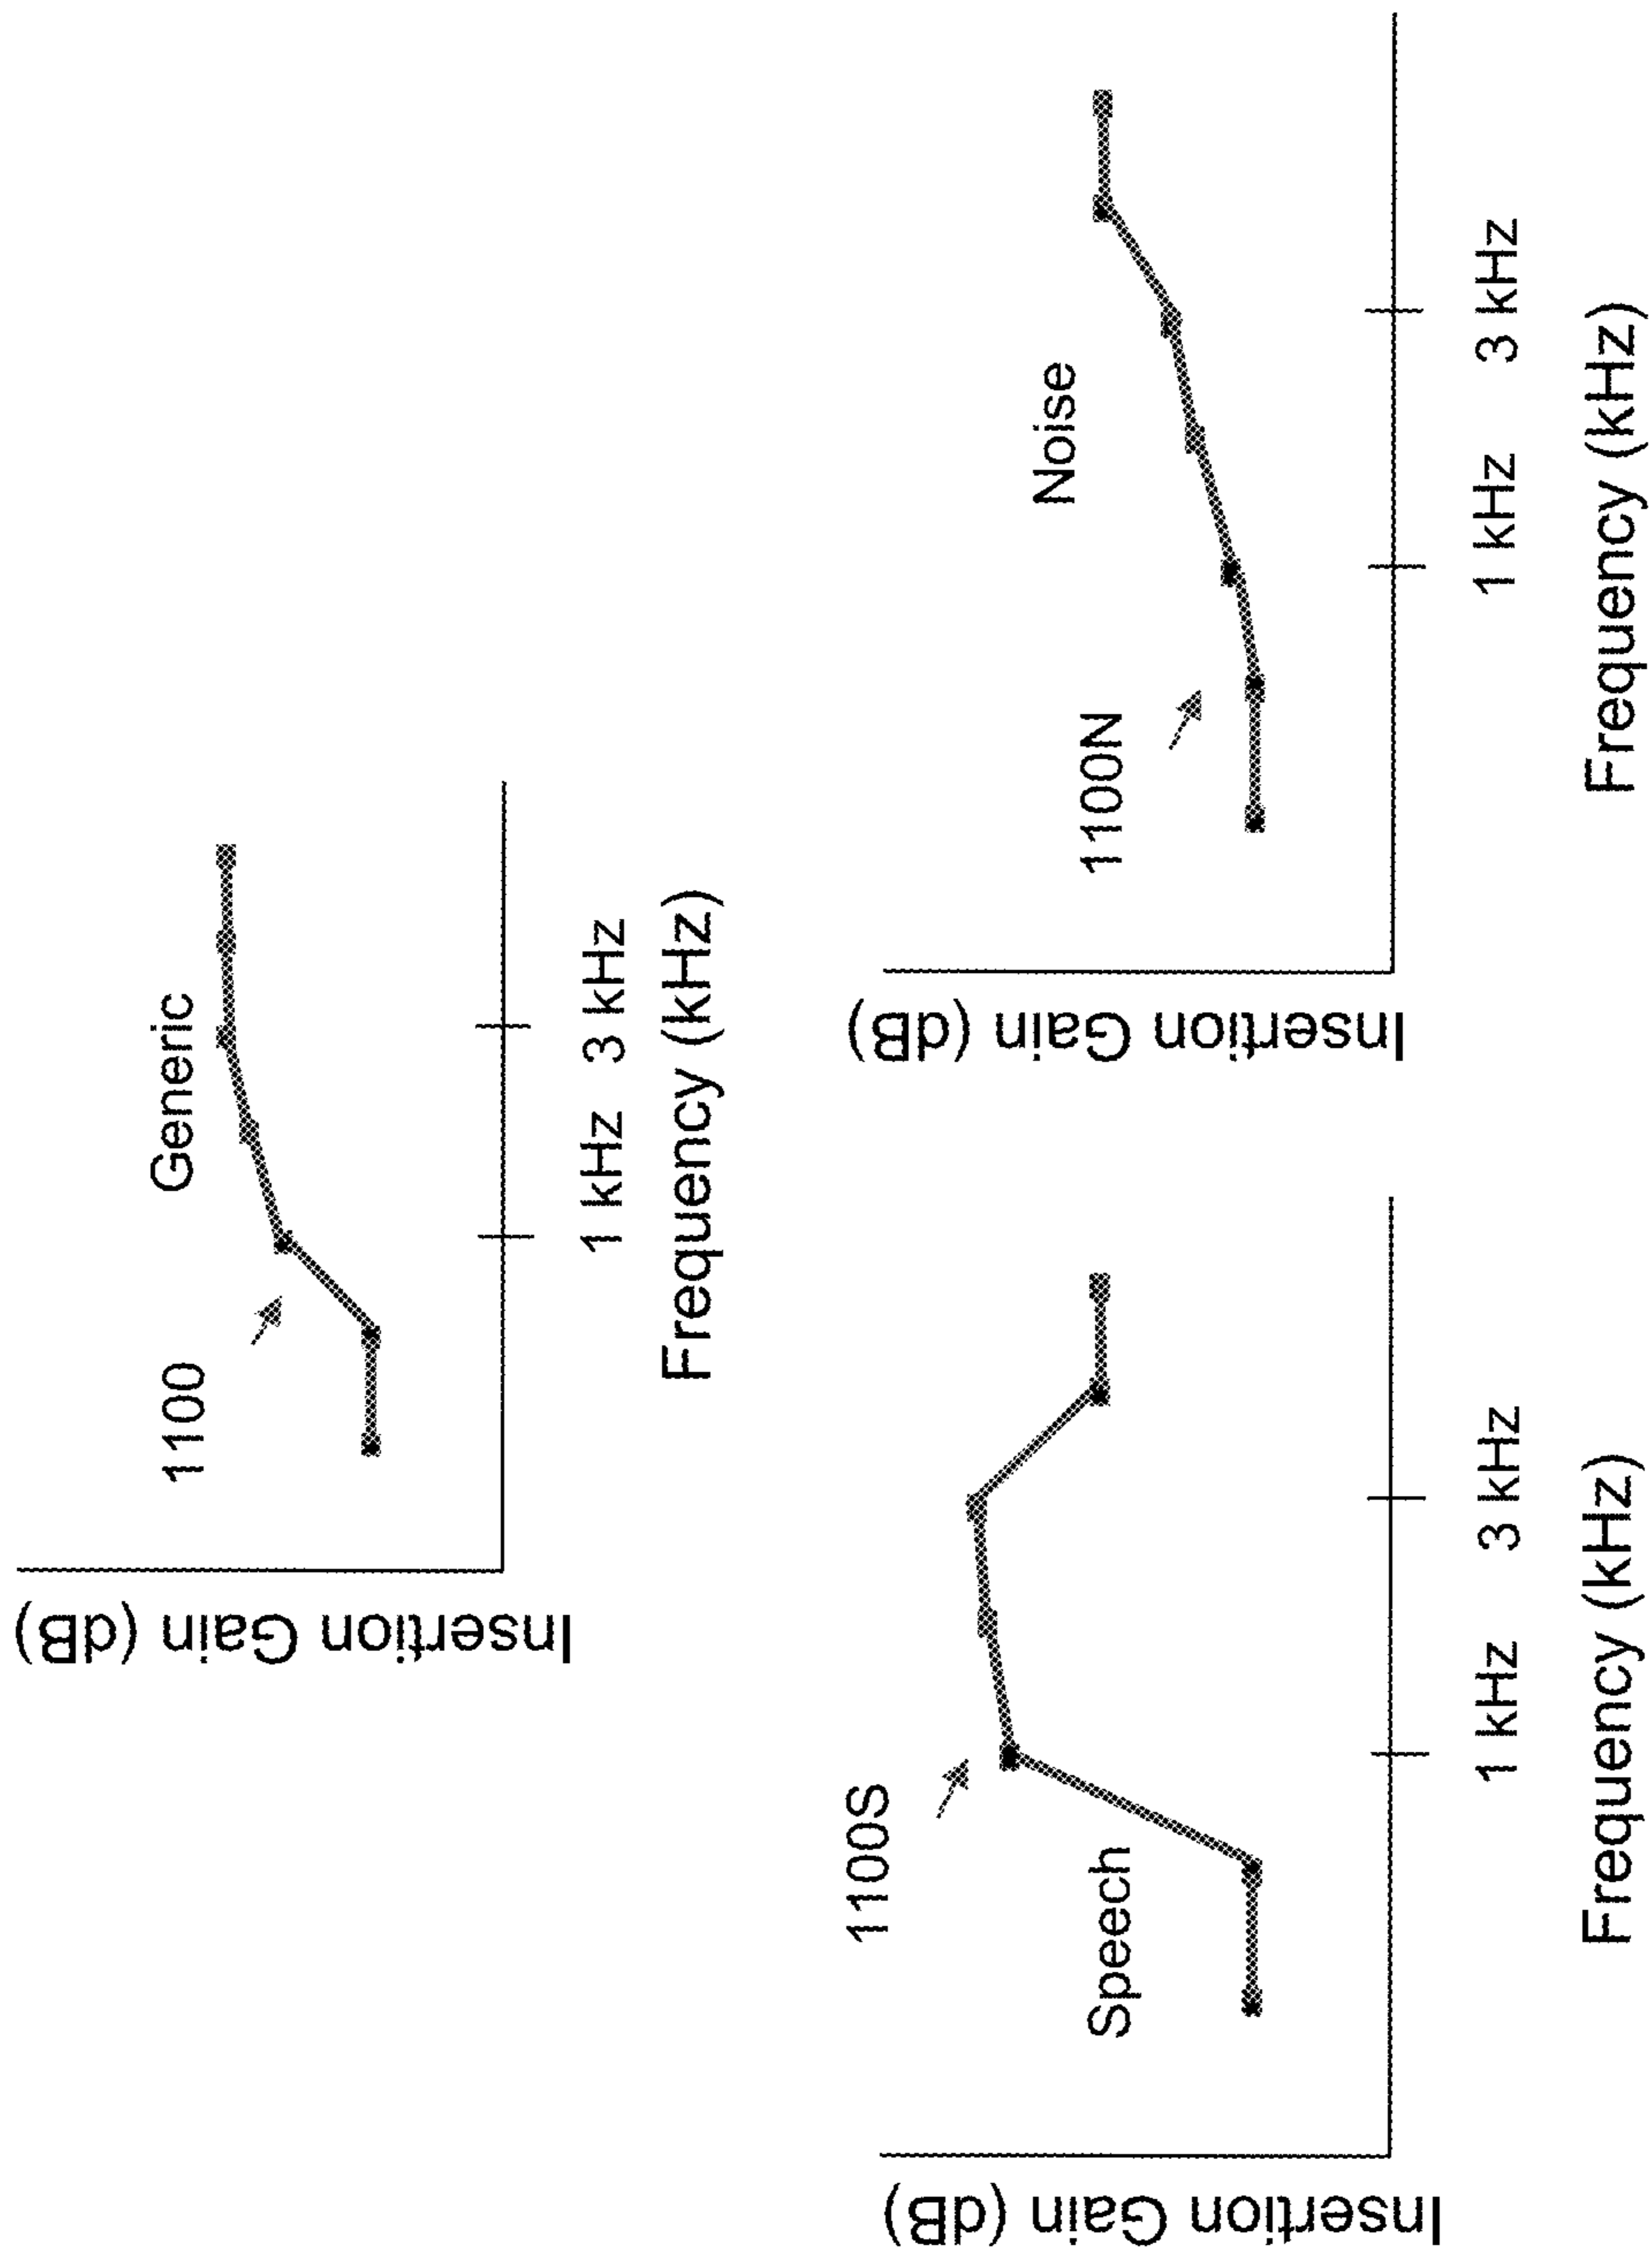 1100
Generic
Insertion Gain (dB)
1 kHz 3 kHz
Frequency (kHz)
1100S
Speech
Insertion Gain (dB)
1 kHz 3 kHz
Frequency (kHz)
1100N
Noise
Insertion Gain (dB)
1 kHz 3 kHz
Frequency (kHz)